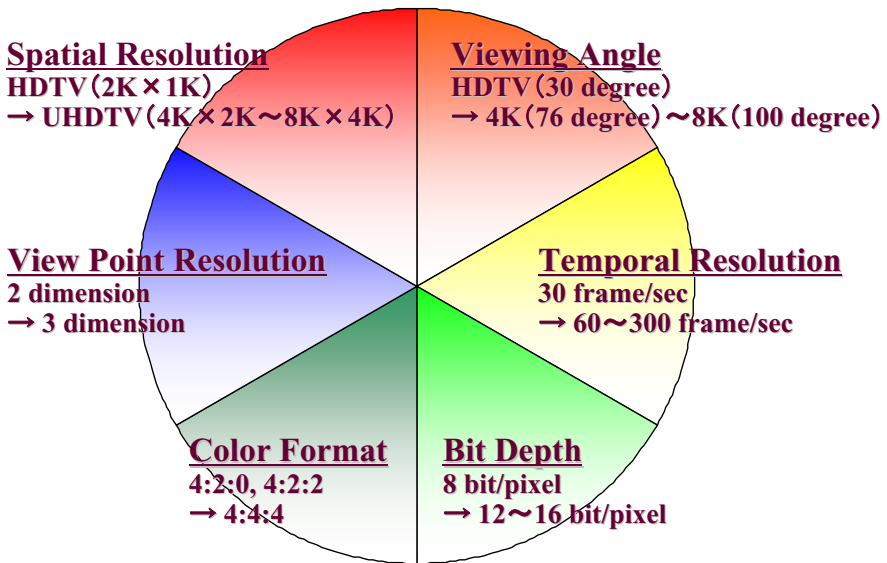 Spatial Resolution
HDTV（2K×1K）
→ UHDTV（4K×2K～8K×4K）
Viewing Angle
HDTV（30 degree）
→ 4K（76 degree）～8K（100 degree）
View Point Resolution
2 dimension
→ 3 dimension
Temporal Resolution
30 frame/sec
→ 60～300 frame/sec
Color Format
4:2:0, 4:2:2
→ 4:4:4
Bit Depth
8 bit/pixel
→ 12～16 bit/pixel